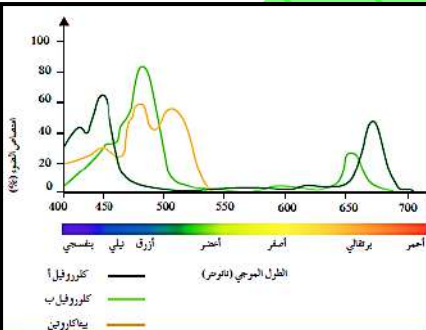 امتصاص الضوء (%)
100
80
60
40
20
0
400 450 500 550 600 650 700
بنفسجي نيلي أزرق أخضر أصفر برتقالي أحمر
الطول الموجي (نانومتر)
كلوروفيل أ
كلوروفيل ب
بيتاكاروتين